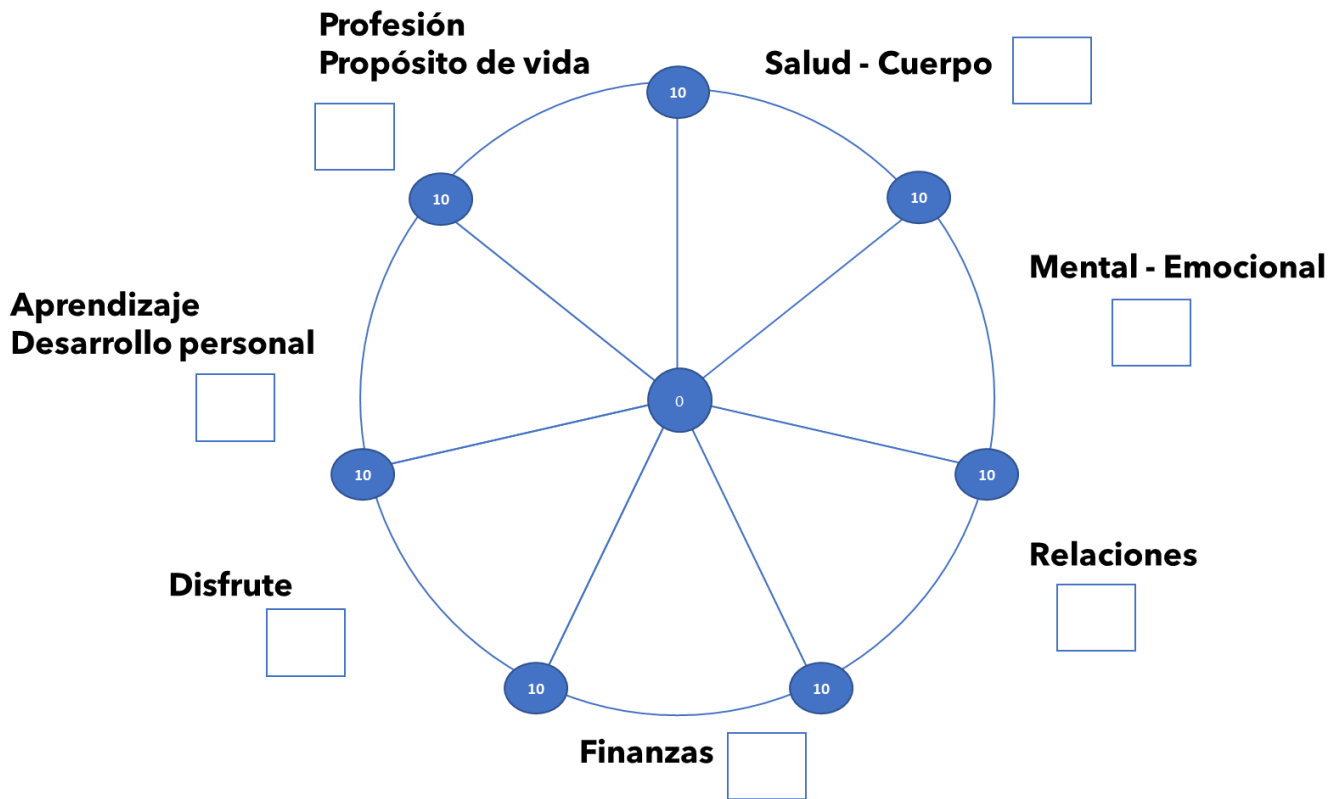 Profesión
Propósito de vida
Salud - Cuerpo
10
10
10
Mental - Emocional
Aprendizaje
Desarrollo personal
0
10
10
Relaciones
Disfrute
10
10
Finanzas